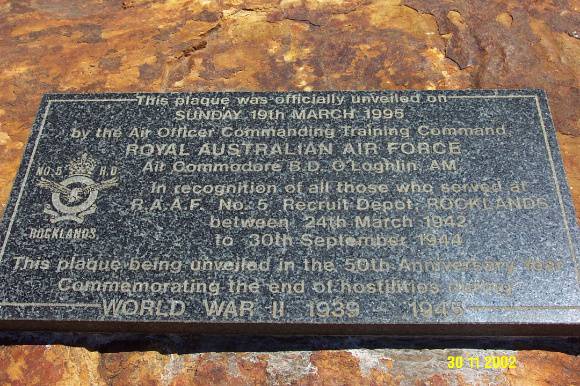 This plaque was officially unveiled on
SUNDAY 19th MARCH 1995
by the Air Officer Commanding Training Command,
ROYAL AUSTRALIAN AIR FORCE
Air Commodore B.D. O'Loghlin, AM
In recognition of all those who served at
R.A.A.F. No. 5 Recruit Depot, ROCKLANDS
between 24th March 1942
to 30th September 1944
No 5 R.D.
ROCKLANDS
This plaque being unveiled in the 50th Anniversary Year
Commemorating the end of hostilities during
WORLD WAR II 1939 1945
30 11 2002